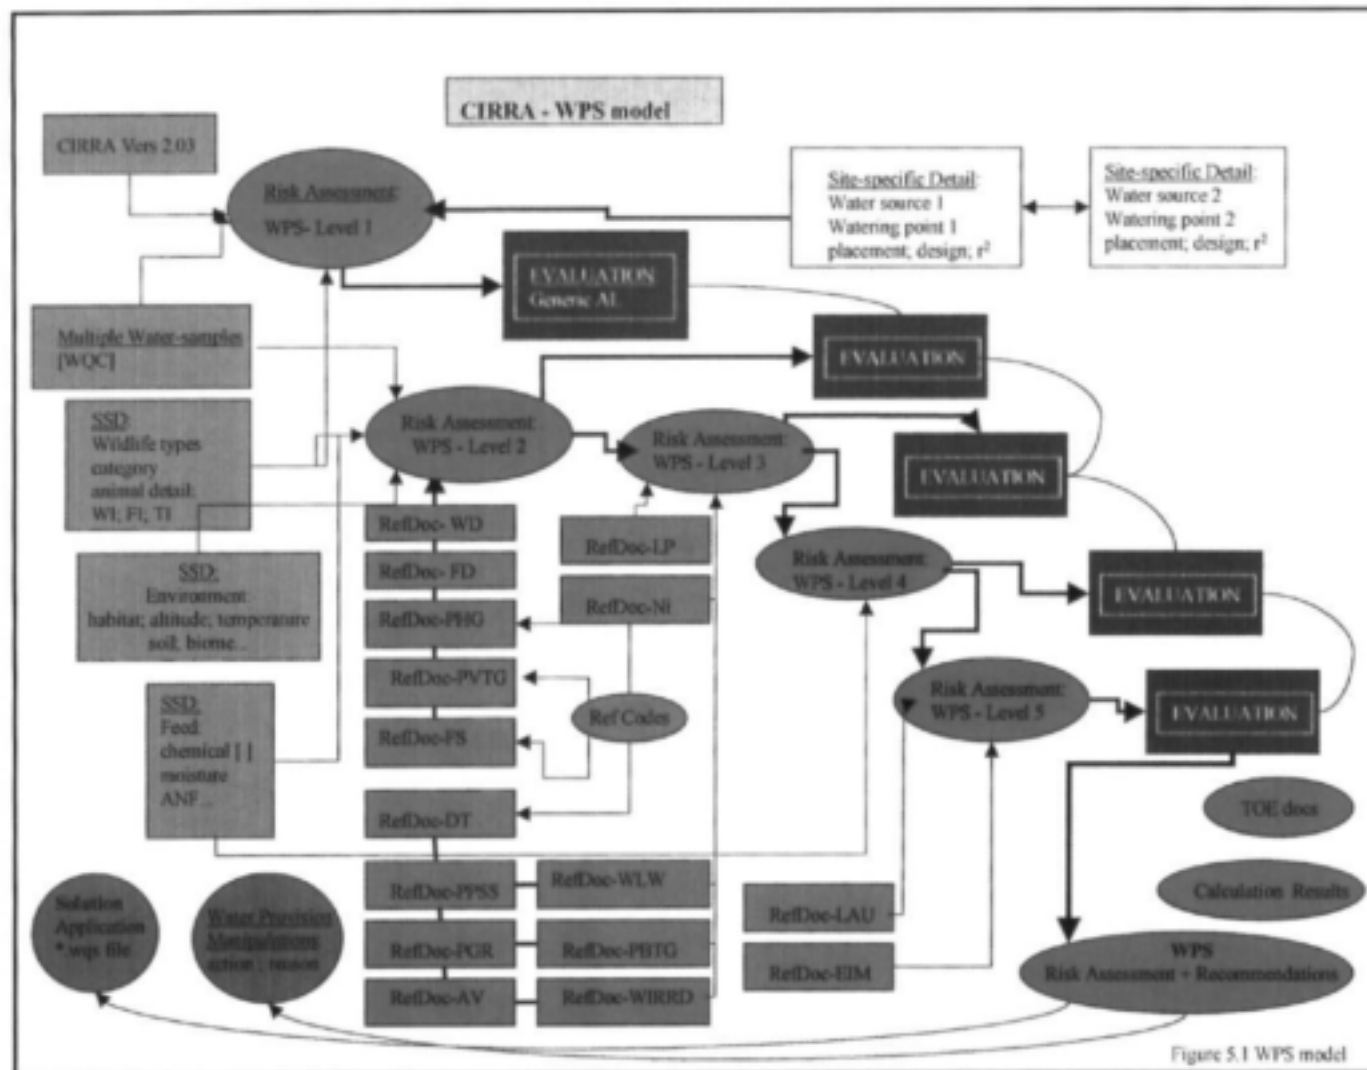 CIRRA - WPS model
CIRRA Vers 2.03
Risk Assessment:
WPS- Level 1
Site-specific Detail:
Water source 1
Watering point 1
placement; design; r²
Site-specific Detail:
Water source 2
Watering point 2
placement; design; r²
EVALUATION
Generic AL
Multiple Water-samples
[WQC]
EVALUATION
SSD:
Wildlife types
category
animal detail:
WI; FI; TI
Risk Assessment:
WPS - Level 2
Risk Assessment:
WPS - Level 3
EVALUATION
RefDoc- WD
RefDoc- FD
RefDoc-PHG
RefDoc-PVTG
RefDoc-FS
RefDoc-DT
RefDoc-PPSS
RefDoc-PGR
RefDoc-AV
RefDoc-LP
RefDoc-Ni
Ref Codes
RefDoc-WLW
RefDoc-PBTG
RefDoc-WIRRD
SSD:
Environment:
habitat; altitude; temperature
soil; biome...
Risk Assessment:
WPS - Level 4
EVALUATION
SSD:
Feed:
chemical [ ]
moisture
ANF...
Risk Assessment:
WPS - Level 5
EVALUATION
TOE docs
Calculation Results
RefDoc-LAU
RefDoc-EIM
Solution
Application
*.wqs file
Water Provision
Manipulations:
action ; reason
WPS
Risk Assessment + Recommendations
Figure 5.1 WPS model